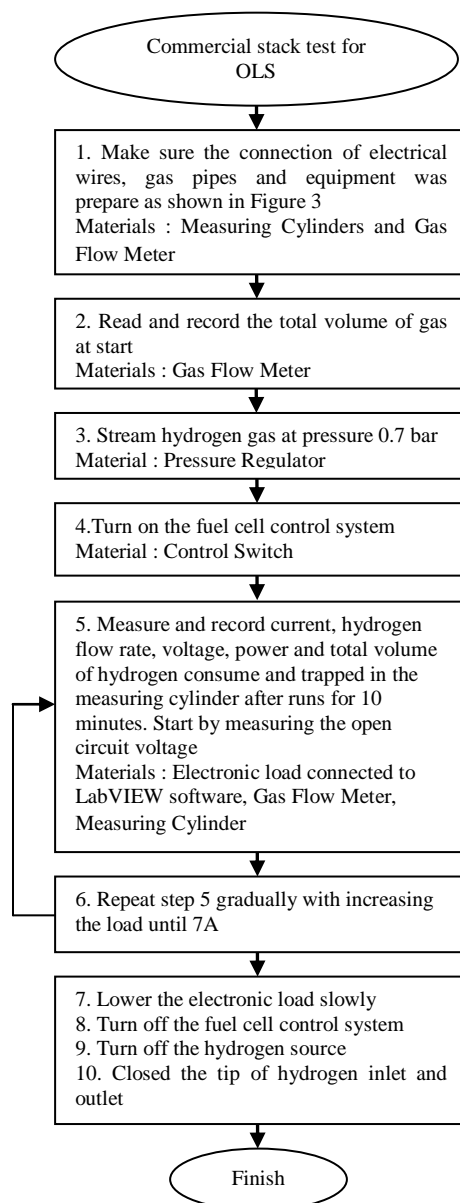 Commercial stack test for
OLS
1. Make sure the connection of electrical
wires, gas pipes and equipment was
prepare as shown in Figure 3
Materials : Measuring Cylinders and Gas
Flow Meter
2. Read and record the total volume of gas
at start
Materials : Gas Flow Meter
3. Stream hydrogen gas at pressure 0.7 bar
Material : Pressure Regulator
4.Turn on the fuel cell control system
Material : Control Switch
5. Measure and record current, hydrogen
flow rate, voltage, power and total volume
of hydrogen consume and trapped in the
measuring cylinder after runs for 10
minutes. Start by measuring the open
circuit voltage
Materials : Electronic load connected to
LabVIEW software, Gas Flow Meter,
Measuring Cylinder
6. Repeat step 5 gradually with increasing
the load until 7A
7. Lower the electronic load slowly
8. Turn off the fuel cell control system
9. Turn off the hydrogen source
10. Closed the tip of hydrogen inlet and
outlet
Finish